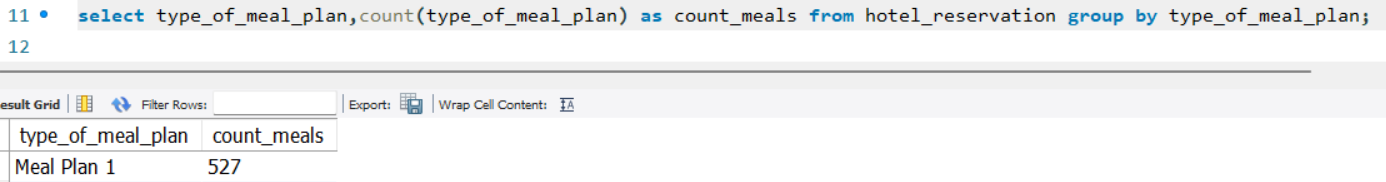 11 select type_of_meal_plan,count(type_of_meal_plan) as count_meals from hotel_reservation group by type_of_meal_plan;
12
esult Grid Filter Rows: Export: Wrap Cell Content: IA
type_of_meal_plan count_meals
Meal Plan 1 527